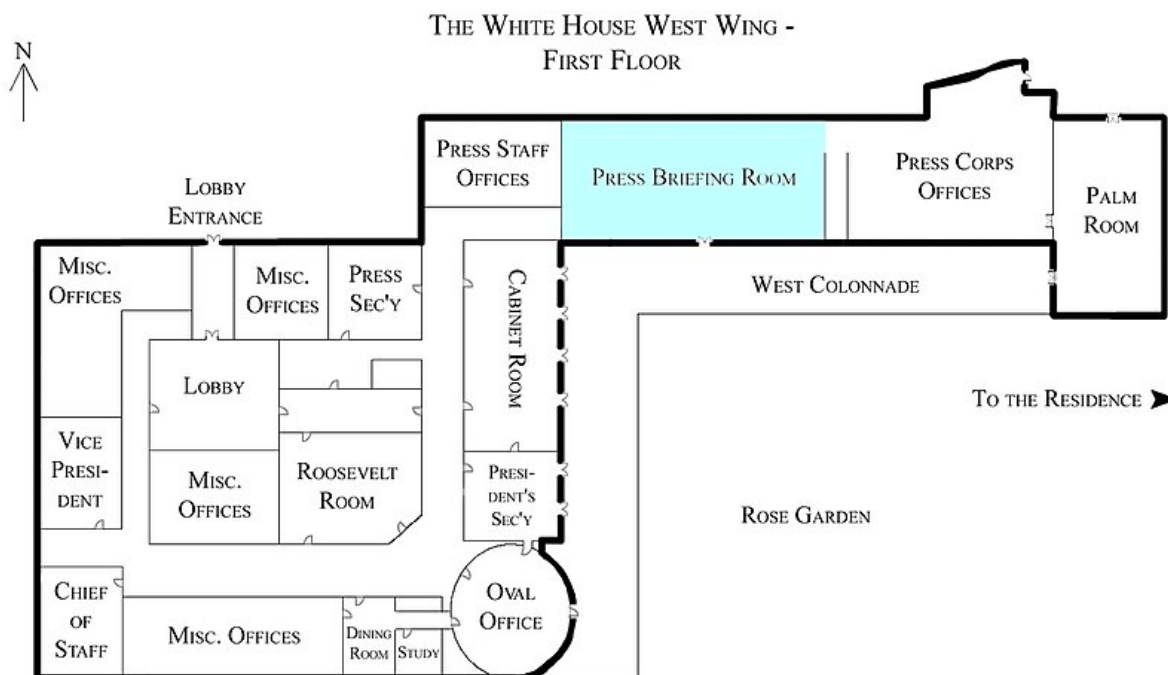 THE WHITE HOUSE WEST WING -
FIRST FLOOR
N
PRESS STAFF
OFFICES
PRESS BRIEFING ROOM
PRESS CORPS
OFFICES
PALM
ROOM
LOBBY
ENTRANCE
MISC.
OFFICES
MISC.
OFFICES
PRESS
SEC'Y
CABINET ROOM
WEST COLONNADE
LOBBY
TO THE RESIDENCE
VICE
PRESI-
DENT
MISC.
OFFICES
ROOSEVELT
ROOM
PRESI-
DENT'S
SEC'Y
ROSE GARDEN
CHIEF
OF
STAFF
MISC. OFFICES
DINING
ROOM
STUDY
OVAL
OFFICE